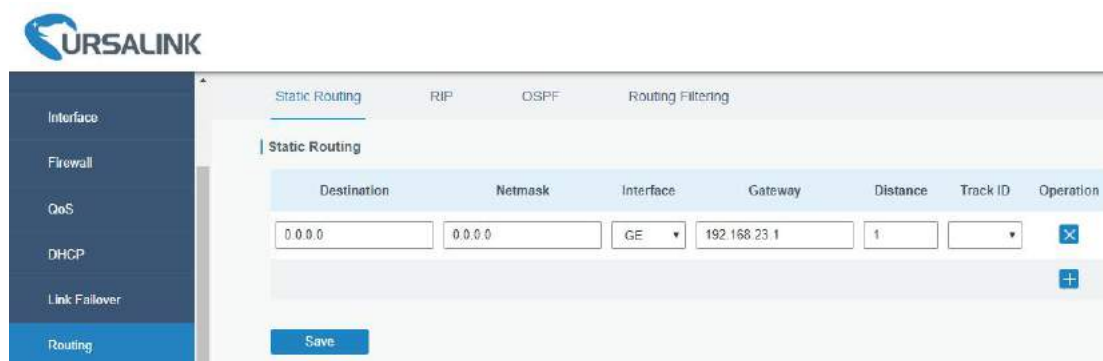 URSALINK
Static Routing RIP OSPF Routing Filtering
Interface
Static Routing
Firewall
Destination Netmask Interface Gateway Distance Track ID Operation
QoS
0.0.0.0 0.0.0.0 GE 192.168.23.1 1
DHCP
Link Failover
Routing
Save